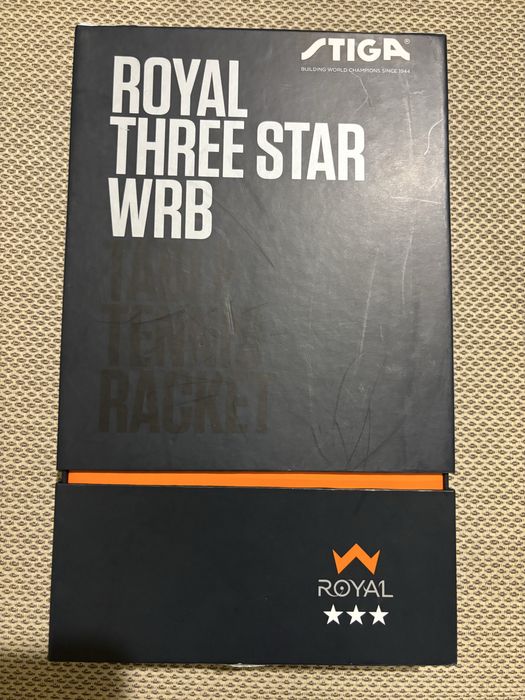 STIGA®
BUILDING WORLD CHAMPIONS SINCE 1944
ROYAL
THREE STAR
WRB
TABLE
TENNIS
RACKET
ROYAL